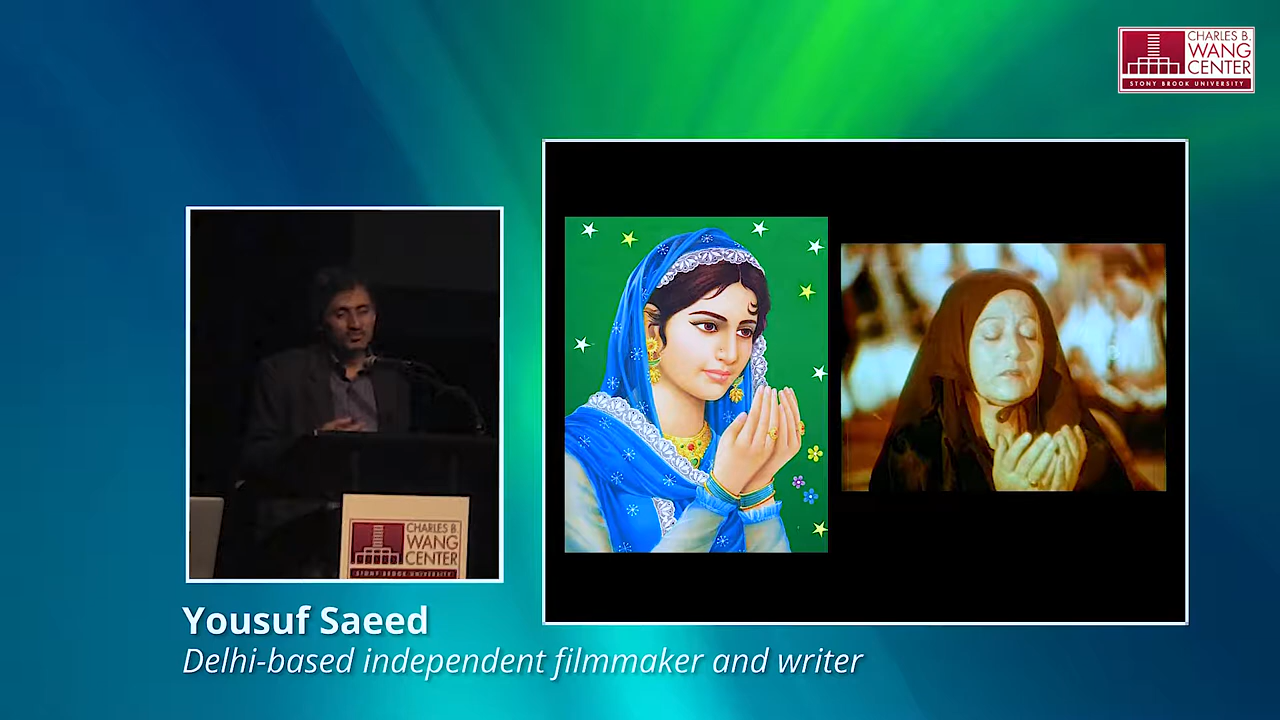 CHARLES B.
WANG
CENTER
STONY BROOK UNIVERSITY
CHARLES B.
WANG
CENTER
STONY BROOK UNIVERSITY
Yousuf Saeed
Delhi-based independent filmmaker and writer